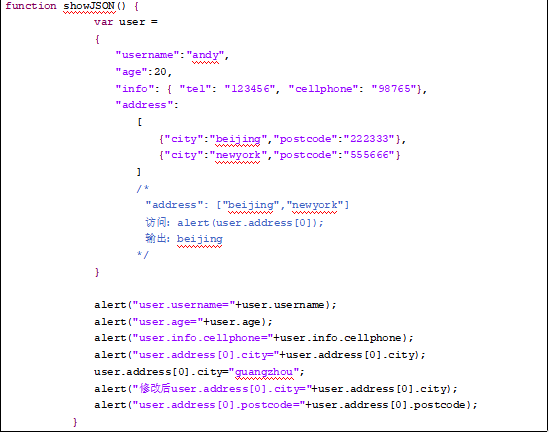 function showJSON() {
var user =
{
"username":"andy",
"age":20,
"info": { "tel": "123456", "cellphone": "98765"},
"address":
[
{"city":"beijing","postcode":"222333"},
{"city":"newyork","postcode":"555666"}
]
/*
"address": ["beijing","newyork"]
访问: alert(user.address[0]);
输出: beijing
*/
}
alert("user.username="+user.username);
alert("user.age="+user.age);
alert("user.info.cellphone="+user.info.cellphone);
alert("user.address[0].city="+user.address[0].city);
user.address[0].city="guangzhou";
alert("修改后user.address[0].city="+user.address[0].city);
alert("user.address[0].postcode="+user.address[0].postcode);
}